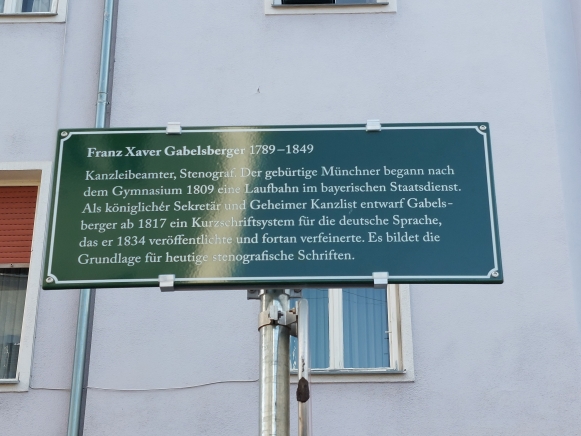 Franz Xaver Gabelsberger 1789–1849
Kanzleibeamter, Stenograf. Der gebürtige Münchner begann nach
dem Gymnasium 1809 eine Laufbahn im bayerischen Staatsdienst.
Als königlicher Sekretär und Geheimer Kanzlist entwarf Gabels-
berger ab 1817 ein Kurzschriftsystem für die deutsche Sprache,
das er 1834 veröffentlichte und fortan verfeinerte. Es bildet die
Grundlage für heutige stenografische Schriften.